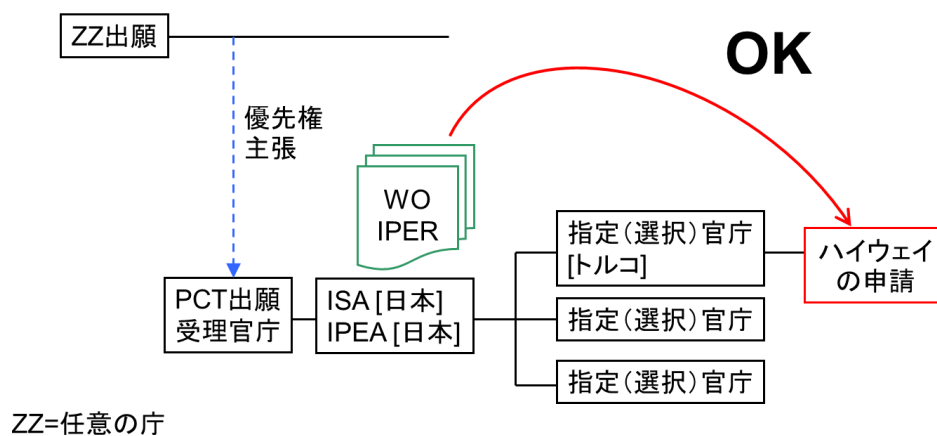 ZZ出願
OK
優先権
主張
WO
IPER
指定（選択）官庁
[トルコ]
ハイウェイ
の申請
PCT出願
受理官庁
ISA [日本]
IPEA [日本]
指定（選択）官庁
指定（選択）官庁
ZZ=任意の庁